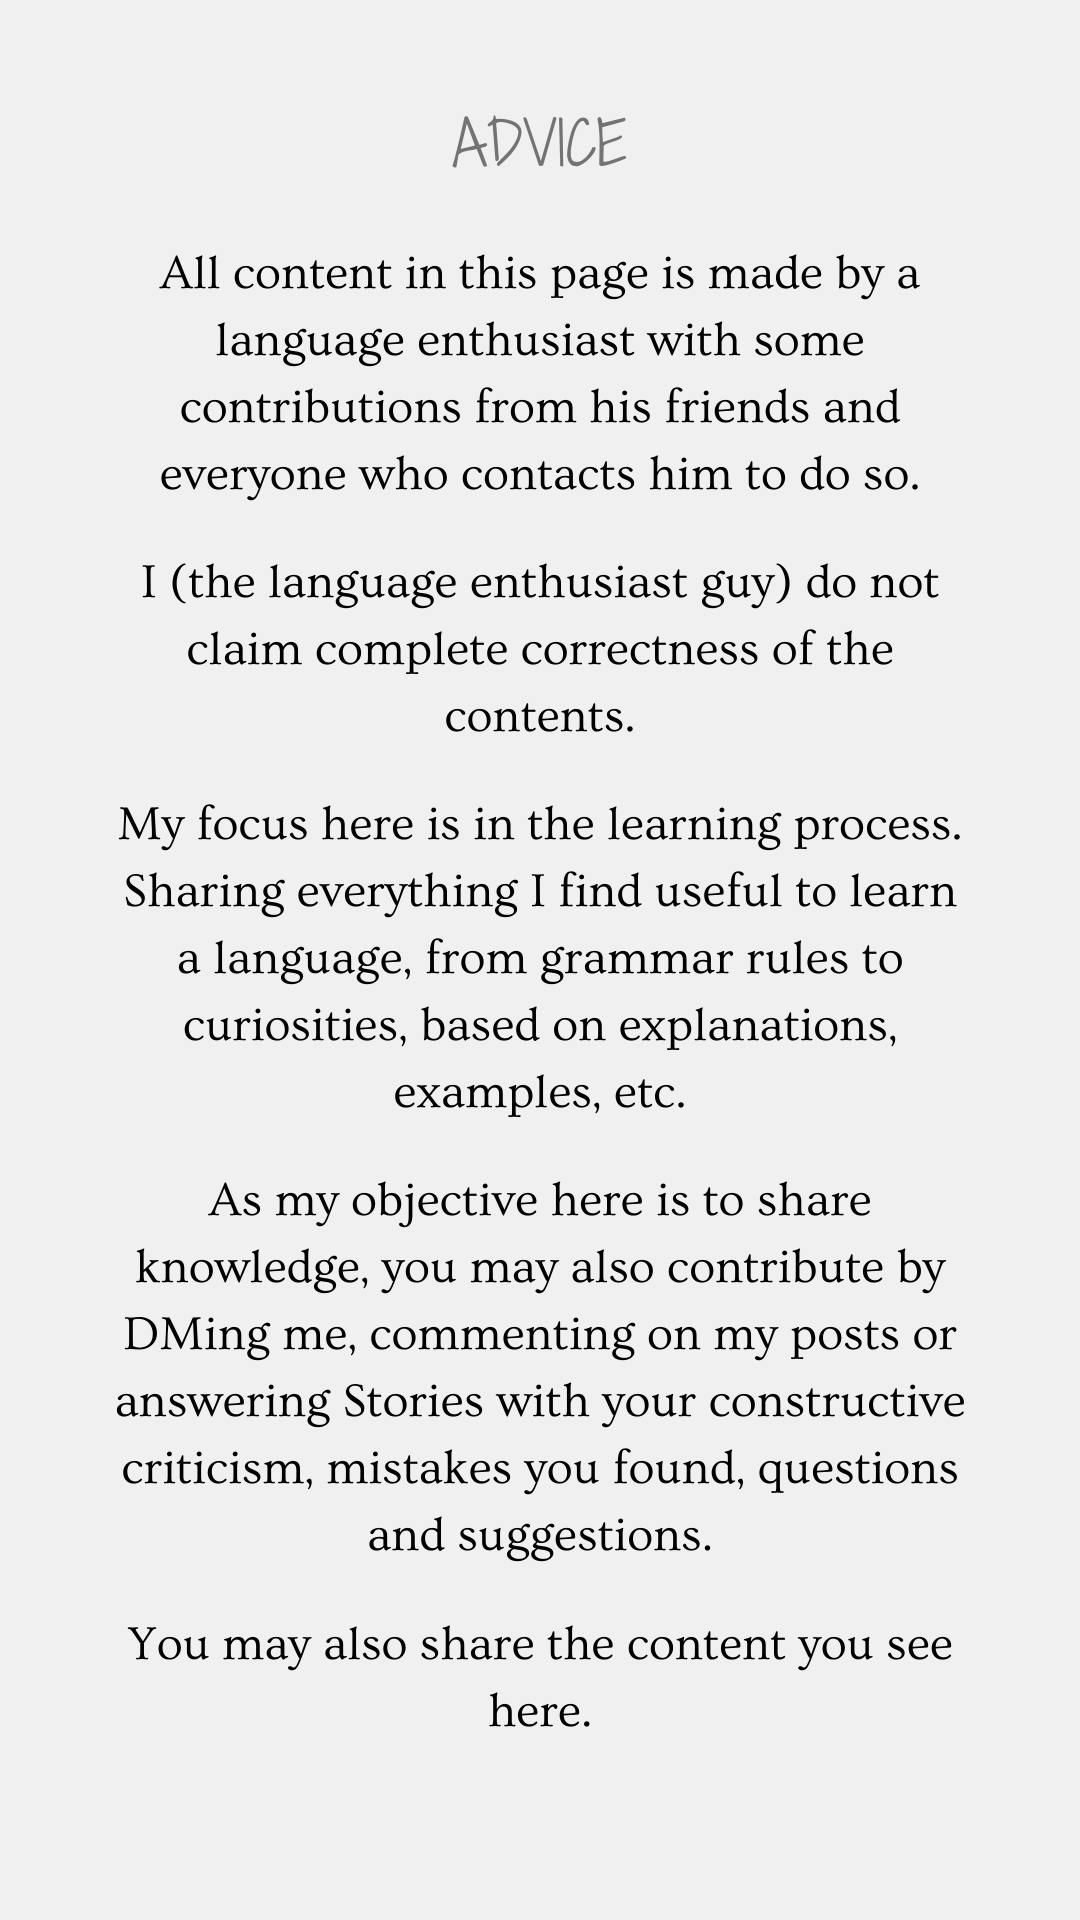 ADVICE
All content in this page is made by a
language enthusiast with some
contributions from his friends and
everyone who contacts him to do so.
I (the language enthusiast guy) do not
claim complete correctness of the
contents.
My focus here is in the learning process.
Sharing everything I find useful to learn
a language, from grammar rules to
curiosities, based on explanations,
examples, etc.
As my objective here is to share
knowledge, you may also contribute by
DMing me, commenting on my posts or
answering Stories with your constructive
criticism, mistakes you found, questions
and suggestions.
You may also share the content you see
here.